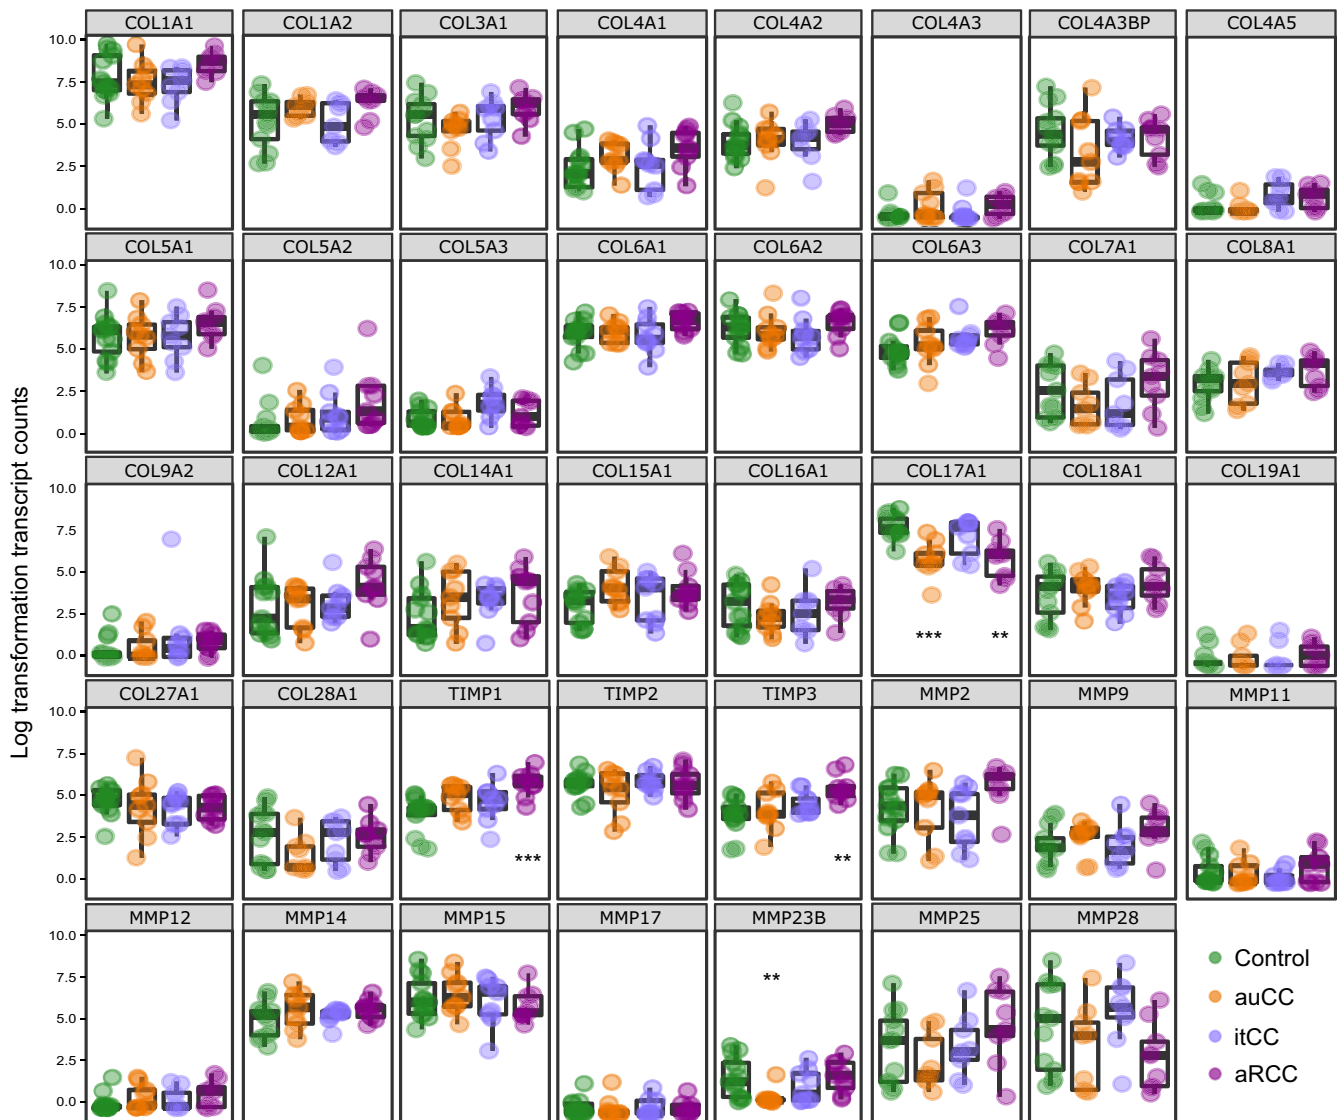 COL1A1 COL1A2 COL3A1 COL4A1 COL4A2 COL4A3 COL4A3BP COL4A5
10.0
7.5
5.0
2.5
0.0
COL5A1 COL5A2 COL5A3 COL6A1 COL6A2 COL6A3 COL7A1 COL8A1
10.0
7.5
5.0
2.5
0.0
Log transformation transcript counts
COL9A2 COL12A1 COL14A1 COL15A1 COL16A1 COL17A1 COL18A1 COL19A1
10.0
7.5
5.0
2.5
*** **
0.0
COL27A1 COL28A1 TIMP1 TIMP2 TIMP3 MMP2 MMP9 MMP11
10.0
7.5
5.0
2.5
*** **
0.0
MMP12 MMP14 MMP15 MMP17 MMP23B MMP25 MMP28
10.0
7.5
**
5.0
2.5
0.0
Control
auCC
itCC
aRCC